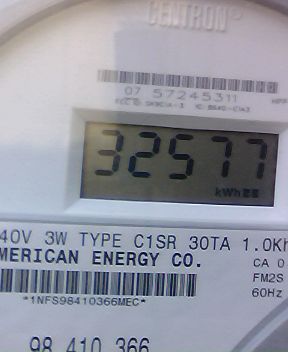 CENTRON®
07 57245311
32577
kWh
40V 3W TYPE C1SR 30TA 1.0Kh
MERICAN ENERGY CO.
CA 0
FM2S
60Hz
*1NFS98410366MEC*
98 410 366